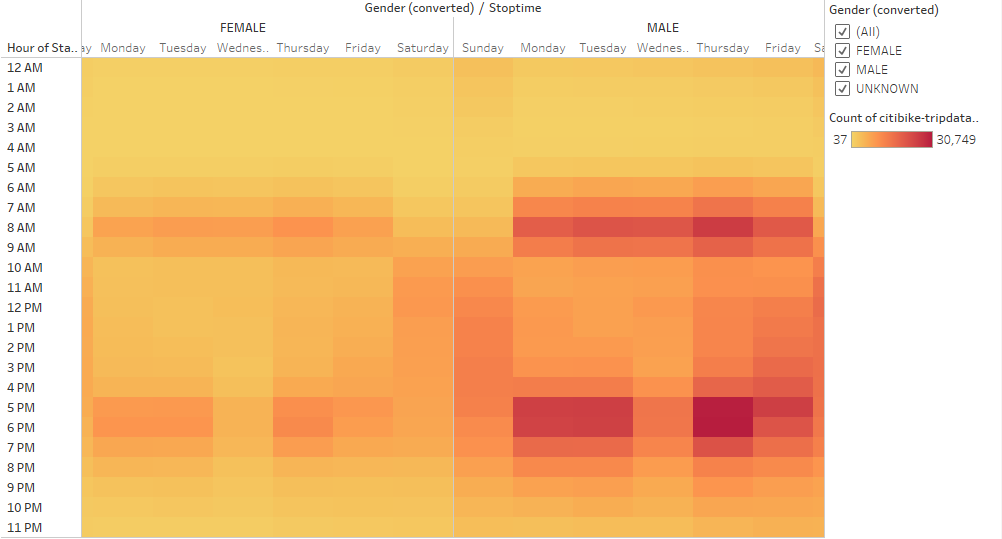 Gender (converted) / Stoptime
FEMALE MALE
Hour of Sta.. ay Monday Tuesday Wednes.. Thursday Friday Saturday Sunday Monday Tuesday Wednes.. Thursday Friday Sa
12 AM
1 AM
2 AM
3 AM
4 AM
5 AM
6 AM
7 AM
8 AM
9 AM
10 AM
11 AM
12 PM
1 PM
2 PM
3 PM
4 PM
5 PM
6 PM
7 PM
8 PM
9 PM
10 PM
11 PM
Gender (converted)
(All)
FEMALE
MALE
UNKNOWN
Count of citibike-tripdata..
37 30,749